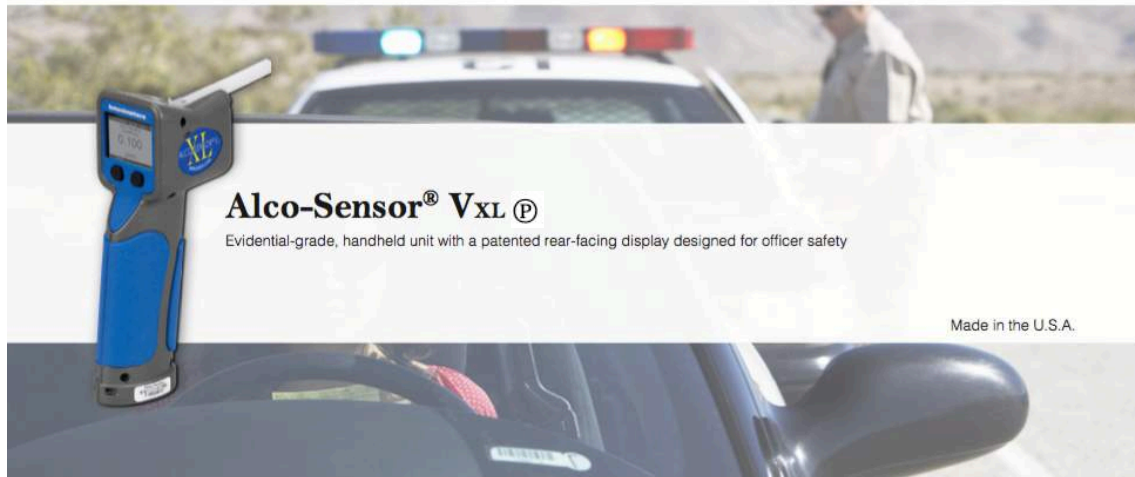 Alco-Sensor® VXL Ⓟ
Evidential-grade, handheld unit with a patented rear-facing display designed for officer safety
Made in the U.S.A.
0.100
XL